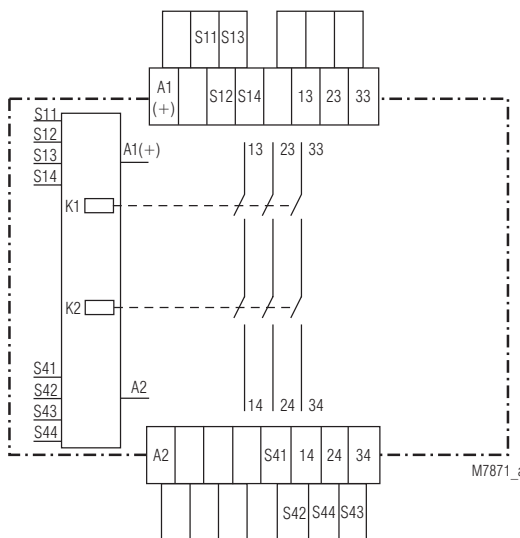 S11 S13
A1 (+) S12 S14 13 23 33
S11
S12
S13
S14
A1(+)
13 23 33
K1
K2
S41
S42
S43
S44
A2
14 24 34
A2 S41 14 24 34
M7871_a
S42 S44 S43